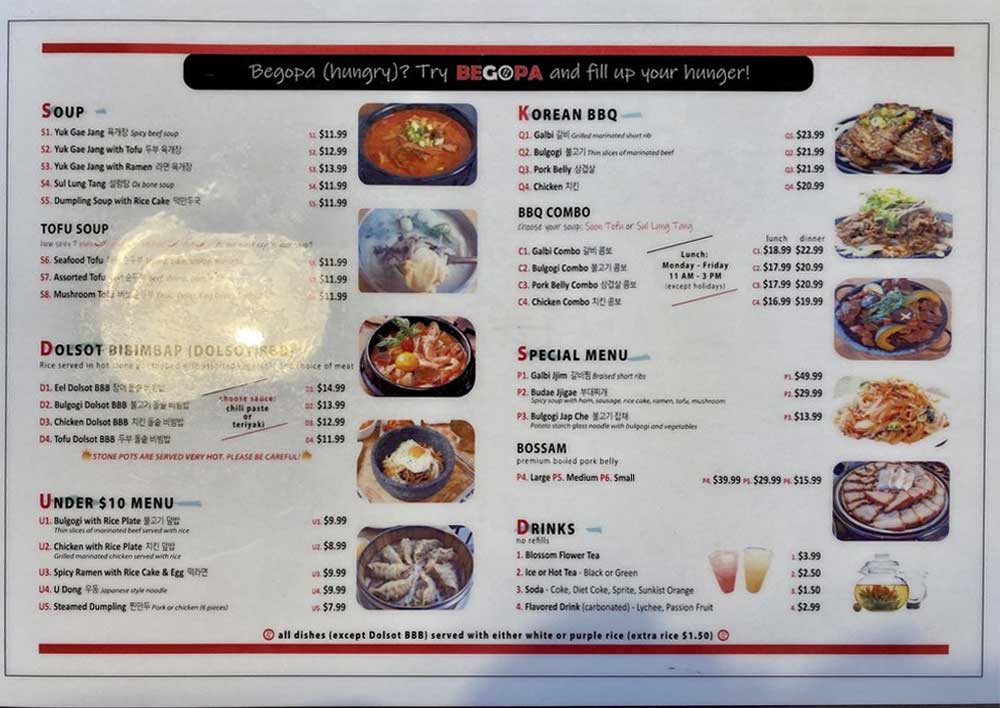 Begopa (hungry)? Try BEGOPA and fill up your hunger!
SOUP
S1. Yuk Gae Jang 육개장 Spicy beef soup S1. $11.99
S2. Yuk Gae Jang with Tofu 두부 육개장 S2. $12.99
S3. Yuk Gae Jang with Ramen 라면 육개장 S3. $13.99
S4. Sul Lung Tang 설렁탕 Ox bone soup S4. $11.99
S5. Dumpling Soup with Rice Cake 떡만두국 S5. $11.99
TOFU SOUP
S6. Seafood Tofu $11.99
S7. Assorted Tofu $11.99
S8. Mushroom Tofu $11.99
DOLSOT BIBIMBAP (DOLSOT BBB)
Rice served in hot stone choice of meat
D1. Eel Dolsot BBB 장어 돌솥 비빔밥 D1. $14.99
D2. Bulgogi Dolsot BBB 불고기 돌솥 비빔밥 D2. $13.99
D3. Chicken Dolsot BBB 치킨 돌솥 비빔밥 D3. $12.99
D4. Tofu Dolsot BBB 두부 돌솥 비빔밥 D4. $11.99
choose sauce:
chili paste
or
teriyaki
STONE POTS ARE SERVED VERY HOT. PLEASE BE CAREFUL!
UNDER $10 MENU
U1. Bulgogi with Rice Plate 불고기 덮밥 U1. $9.99
Thin slices of marinated beef served with rice
U2. Chicken with Rice Plate 치킨 덮밥 U2. $8.99
Grilled marinated chicken served with rice
U3. Spicy Ramen with Rice Cake & Egg 떡라면 U3. $9.99
U4. U Dong 우동 Japanese style noodle U4. $9.99
U5. Steamed Dumpling 찐만두 Pork or chicken (6 pieces) U5. $7.99
KOREAN BBQ
Q1. Galbi 갈비 Grilled marinated short rib Q1. $23.99
Q2. Bulgogi 불고기 Thin slices of marinated beef Q2. $21.99
Q3. Pork Belly 삼겹살 Q3. $21.99
Q4. Chicken 치킨 Q4. $20.99
BBQ COMBO
Choose your soup: Soon Tofu or Sul Lung Tang
lunch dinner
C1. Galbi Combo 갈비 콤보 C1. $18.99 $22.99
C2. Bulgogi Combo 불고기 콤보 C2. $17.99 $20.99
C3. Pork Belly Combo 삼겹살 콤보 C3. $17.99 $20.99
C4. Chicken Combo 치킨 콤보 C4. $16.99 $19.99
Lunch:
Monday - Friday
11 AM - 3 PM
(except holidays)
SPECIAL MENU
P1. Galbi Jjim 갈비찜 Braised short ribs P1. $49.99
P2. Budae Jjigae 부대찌개 P2. $29.99
Spicy soup with ham, sausage, rice cake, ramen, tofu, mushroom
P3. Bulgogi Jap Che 불고기 잡채 P3. $13.99
Potato starch glass noodle with bulgogi and vegetables
BOSSAM
premium boiled pork belly
P4. Large P5. Medium P6. Small P4. $39.99 P5. $29.99 P6. $15.99
DRINKS
no refills
1. Blossom Flower Tea 1. $3.99
2. Ice or Hot Tea - Black or Green 2. $2.50
3. Soda - Coke, Diet Coke, Sprite, Sunkist Orange 3. $1.50
4. Flavored Drink (carbonated) - Lychee, Passion Fruit 4. $2.99
all dishes (except Dolsot BBB) served with either white or purple rice (extra rice $1.50)